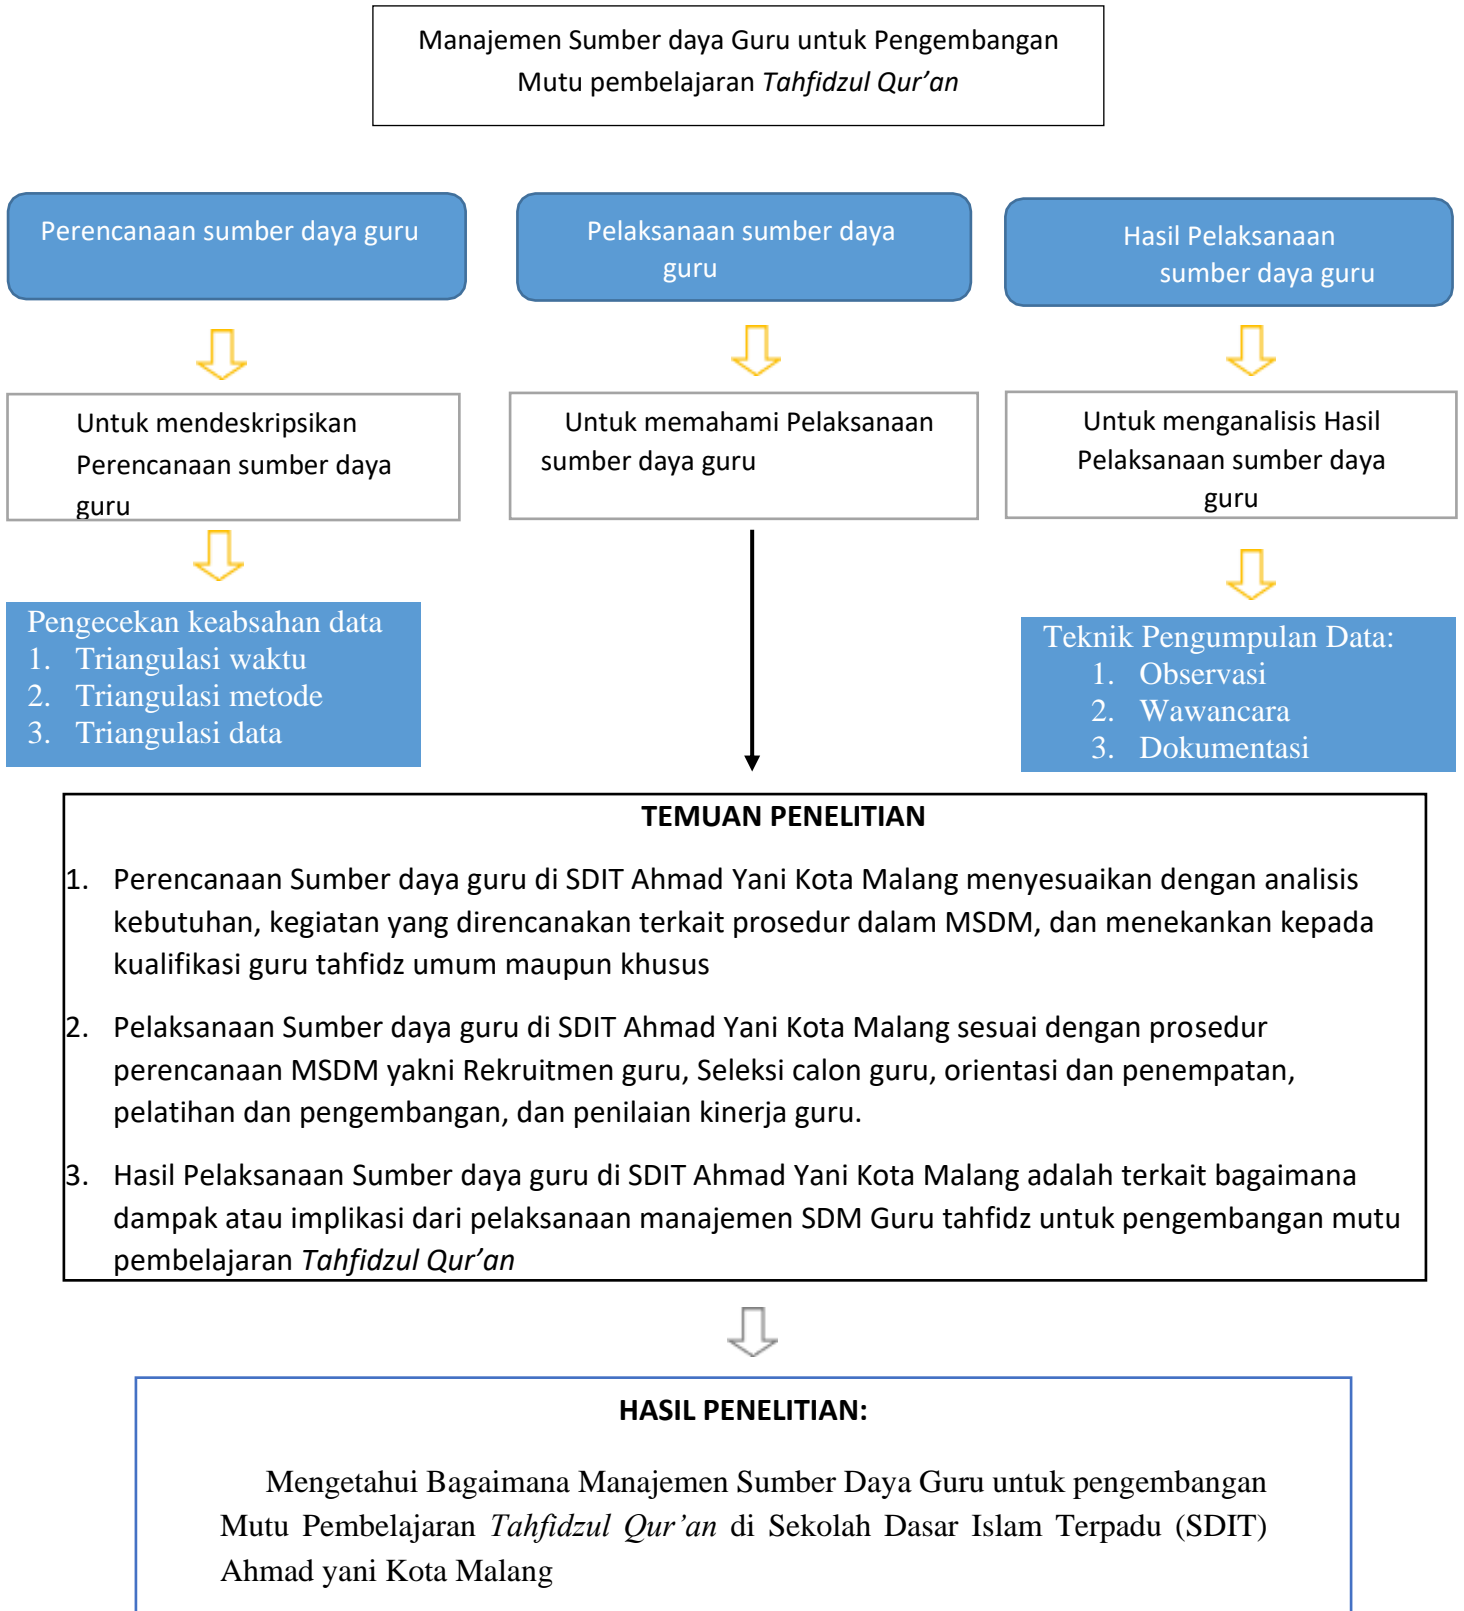 Manajemen Sumber daya Guru untuk Pengembangan
Mutu pembelajaran Tahfidzul Qur’an
Perencanaan sumber daya guru
Pelaksanaan sumber daya
guru
Hasil Pelaksanaan
sumber daya guru
Untuk mendeskripsikan
Perencanaan sumber daya
guru
Untuk memahami Pelaksanaan
sumber daya guru
Untuk menganalisis Hasil
Pelaksanaan sumber daya
guru
Pengecekan keabsahan data
1. Triangulasi waktu
2. Triangulasi metode
3. Triangulasi data
Teknik Pengumpulan Data:
1. Observasi
2. Wawancara
3. Dokumentasi
TEMUAN PENELITIAN
1. Perencanaan Sumber daya guru di SDIT Ahmad Yani Kota Malang menyesuaikan dengan analisis
kebutuhan, kegiatan yang direncanakan terkait prosedur dalam MSDM, dan menekankan kepada
kualifikasi guru tahfidz umum maupun khusus
2. Pelaksanaan Sumber daya guru di SDIT Ahmad Yani Kota Malang sesuai dengan prosedur
perencanaan MSDM yakni Rekruitmen guru, Seleksi calon guru, orientasi dan penempatan,
pelatihan dan pengembangan, dan penilaian kinerja guru.
3. Hasil Pelaksanaan Sumber daya guru di SDIT Ahmad Yani Kota Malang adalah terkait bagaimana
dampak atau implikasi dari pelaksanaan manajemen SDM Guru tahfidz untuk pengembangan mutu
pembelajaran Tahfidzul Qur’an
HASIL PENELITIAN:
Mengetahui Bagaimana Manajemen Sumber Daya Guru untuk pengembangan
Mutu Pembelajaran Tahfidzul Qur’an di Sekolah Dasar Islam Terpadu (SDIT)
Ahmad yani Kota Malang